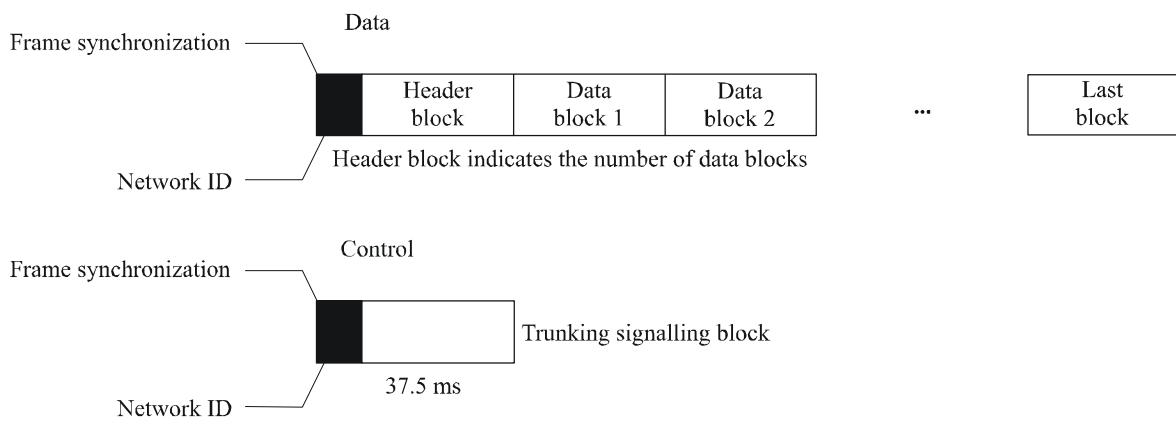 Data
Frame synchronization
Header block
Data block 1
Data block 2
...
Last block
Header block indicates the number of data blocks
Network ID
Control
Frame synchronization
Trunking signalling block
37.5 ms
Network ID